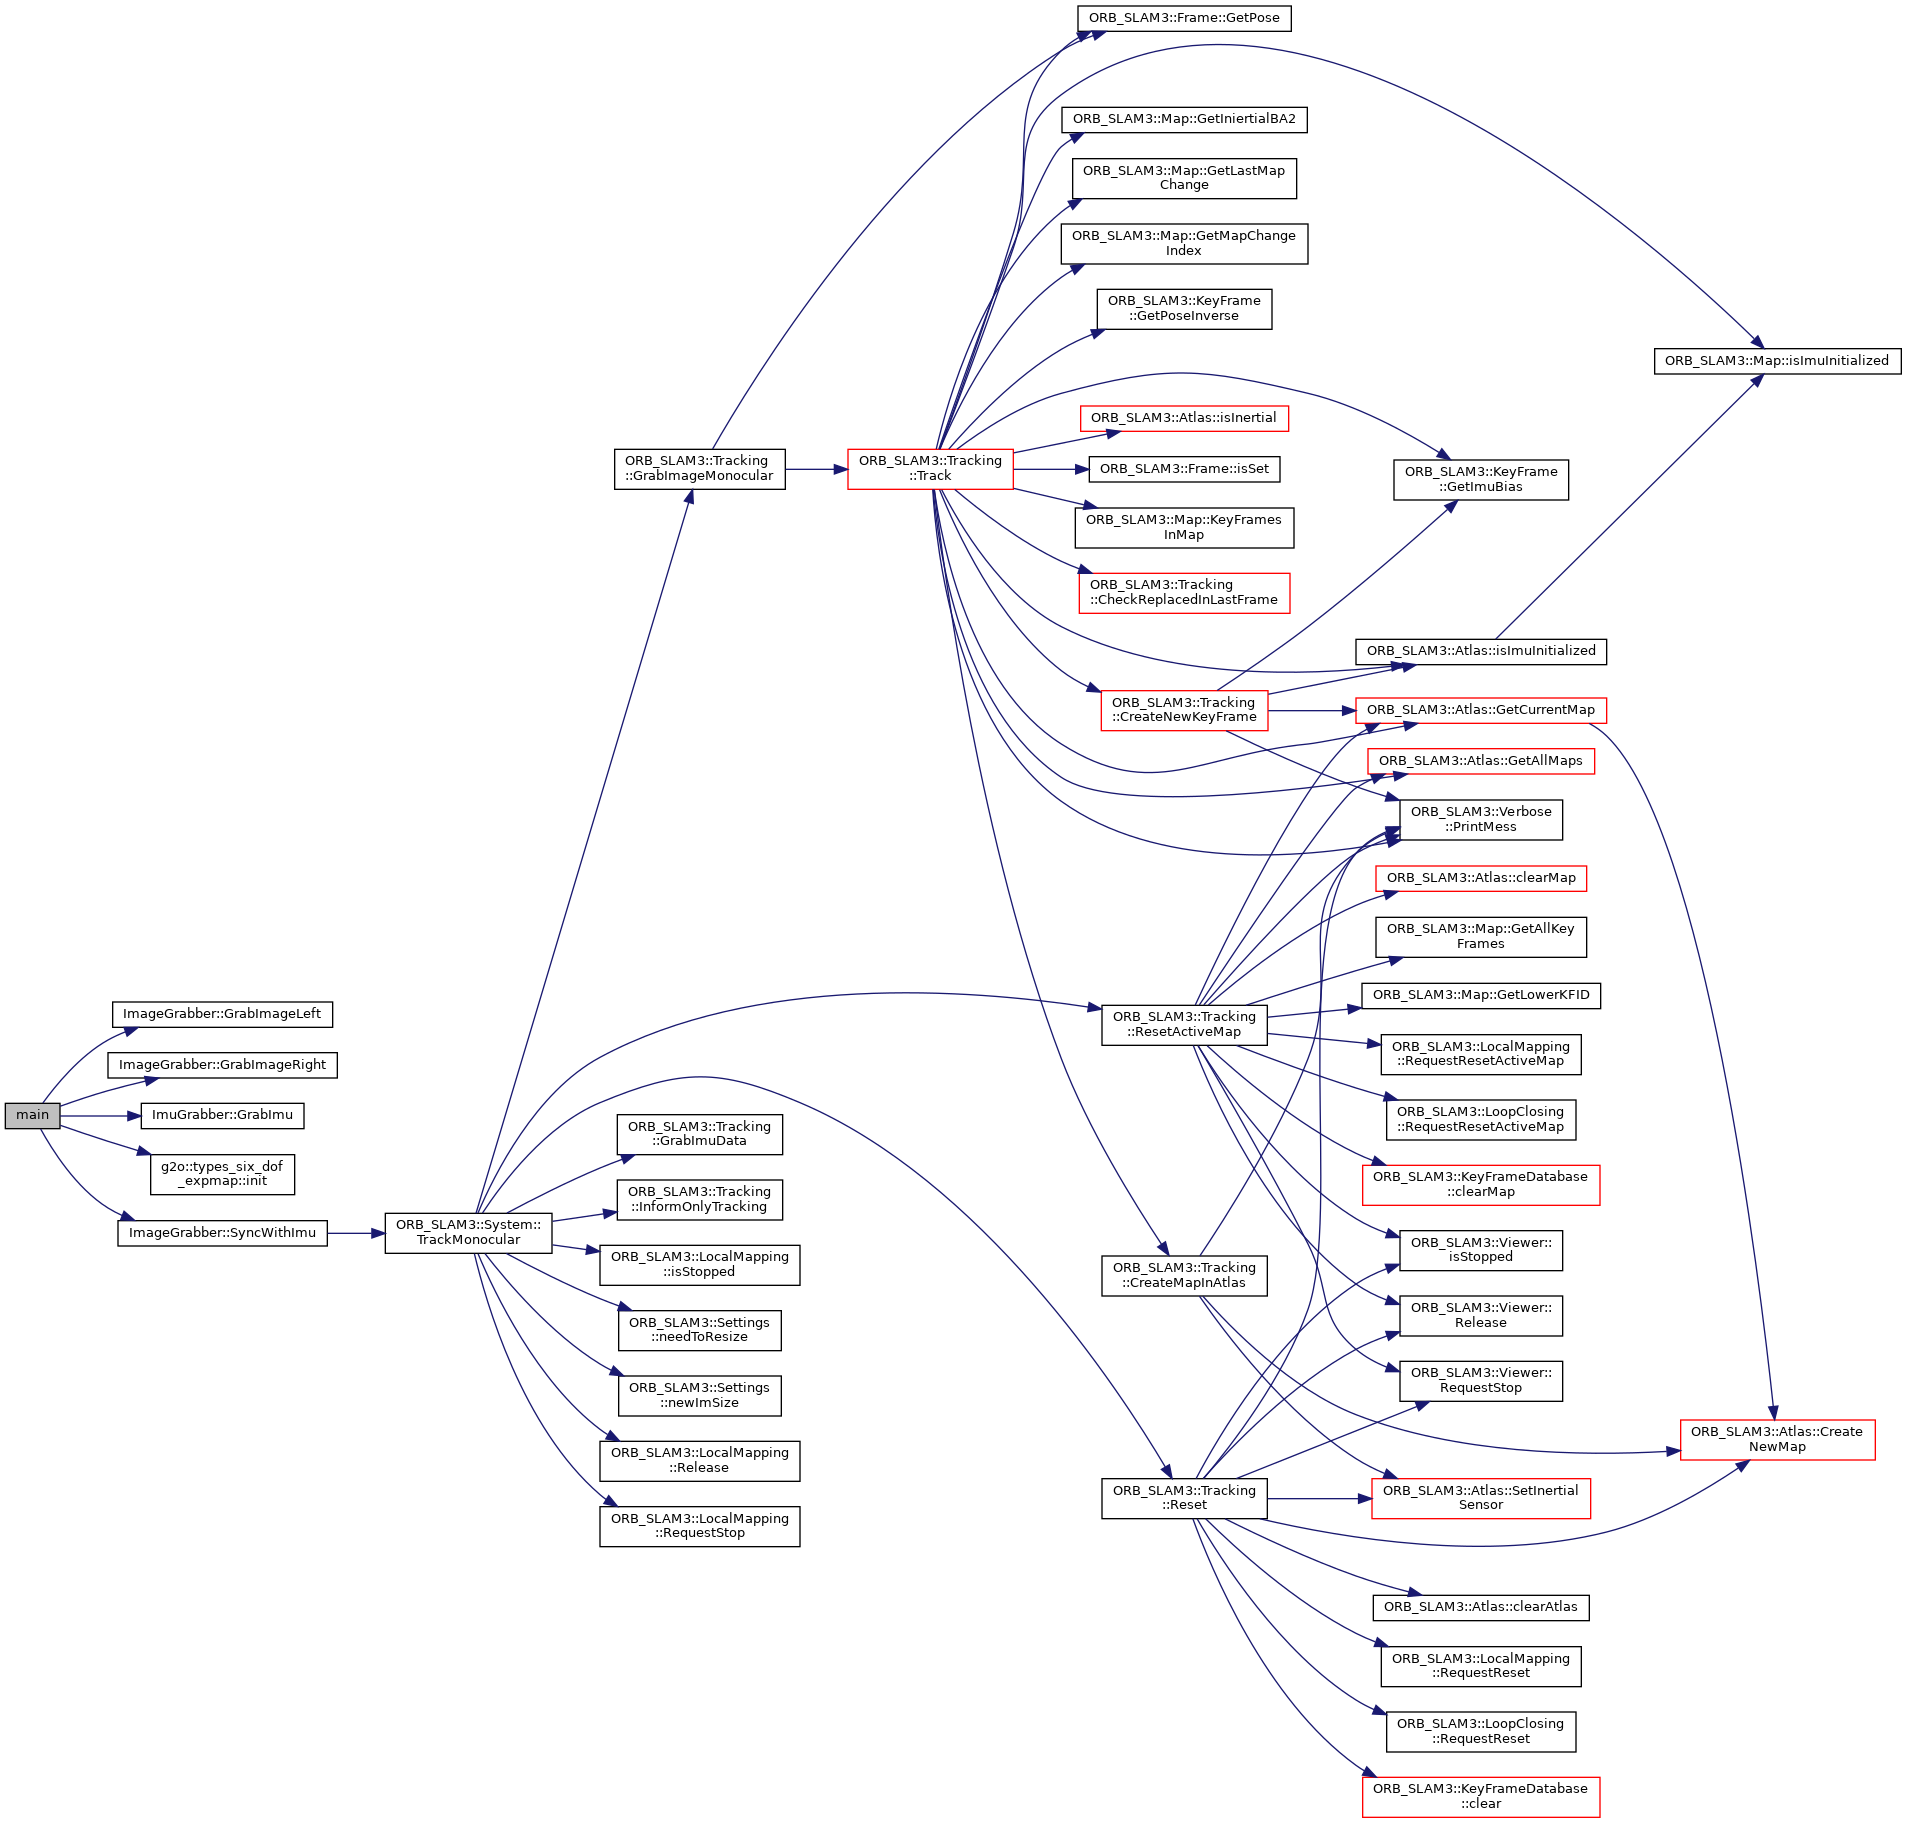 main
ImageGrabber::GrabImageLeft
ImageGrabber::GrabImageRight
ImuGrabber::GrabImu
g2o::types_six_dof
_expmap::init
ImageGrabber::SyncWithImu
ORB_SLAM3::System::
TrackMonocular
ORB_SLAM3::Tracking
::GrabImageMonocular
ORB_SLAM3::Tracking
::GrabImuData
ORB_SLAM3::Tracking
::InformOnlyTracking
ORB_SLAM3::LocalMapping
::isStopped
ORB_SLAM3::Settings
::needToResize
ORB_SLAM3::Settings
::newImSize
ORB_SLAM3::LocalMapping
::Release
ORB_SLAM3::LocalMapping
::RequestStop
ORB_SLAM3::Tracking
::Track
ORB_SLAM3::Frame::GetPose
ORB_SLAM3::Map::GetIniertialBA2
ORB_SLAM3::Map::GetLastMap
Change
ORB_SLAM3::Map::GetMapChange
Index
ORB_SLAM3::KeyFrame
::GetPoseInverse
ORB_SLAM3::Atlas::isInertial
ORB_SLAM3::Frame::isSet
ORB_SLAM3::Map::KeyFrames
InMap
ORB_SLAM3::Tracking
::CheckReplacedInLastFrame
ORB_SLAM3::Tracking
::CreateNewKeyFrame
ORB_SLAM3::Tracking
::ResetActiveMap
ORB_SLAM3::Tracking
::CreateMapInAtlas
ORB_SLAM3::Tracking
::Reset
ORB_SLAM3::KeyFrame
::GetImuBias
ORB_SLAM3::Atlas::isImuInitialized
ORB_SLAM3::Atlas::GetCurrentMap
ORB_SLAM3::Atlas::GetAllMaps
ORB_SLAM3::Verbose
::PrintMess
ORB_SLAM3::Atlas::clearMap
ORB_SLAM3::Map::GetAllKey
Frames
ORB_SLAM3::Map::GetLowerKFID
ORB_SLAM3::LocalMapping
::RequestResetActiveMap
ORB_SLAM3::LoopClosing
::RequestResetActiveMap
ORB_SLAM3::KeyFrameDatabase
::clearMap
ORB_SLAM3::Viewer::
isStopped
ORB_SLAM3::Viewer::
Release
ORB_SLAM3::Viewer::
RequestStop
ORB_SLAM3::Atlas::SetInertial
Sensor
ORB_SLAM3::Atlas::clearAtlas
ORB_SLAM3::LocalMapping
::RequestReset
ORB_SLAM3::LoopClosing
::RequestReset
ORB_SLAM3::KeyFrameDatabase
::clear
ORB_SLAM3::Map::isImuInitialized
ORB_SLAM3::Atlas::Create
NewMap